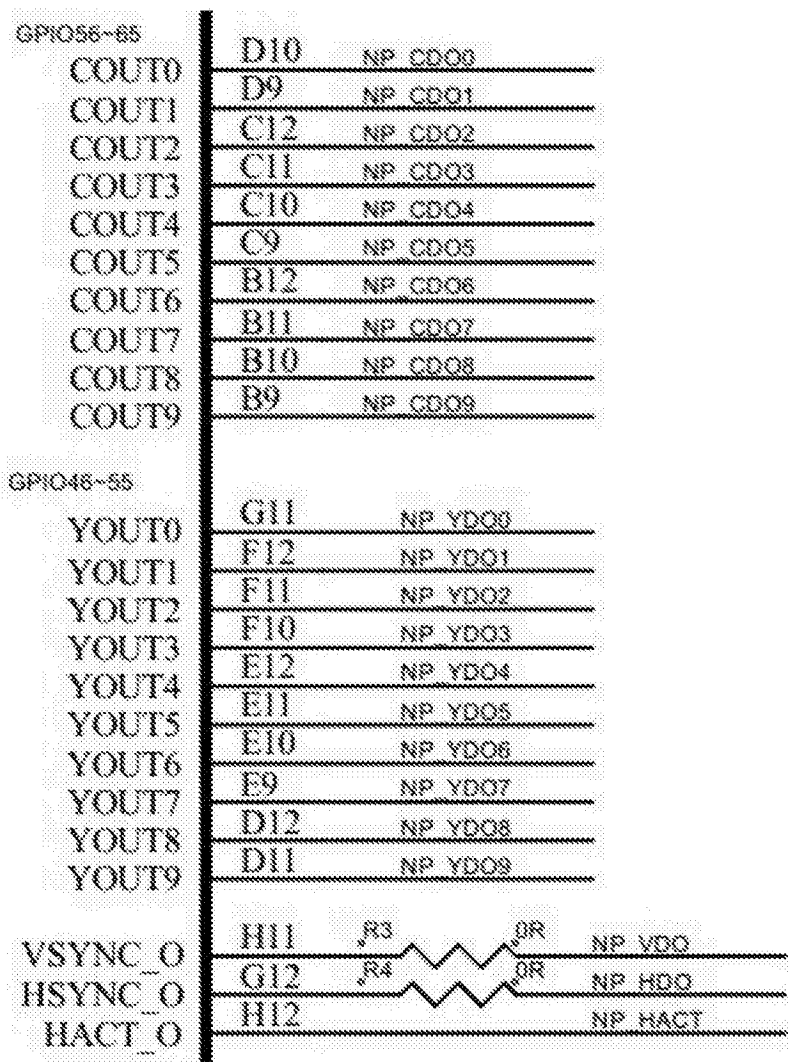 GPIO56~65
COUT0 D10 NP_CDO0
COUT1 D9 NP_CDO1
COUT2 C12 NP_CDO2
COUT3 C11 NP_CDO3
COUT4 C10 NP_CDO4
COUT5 C9 NP_CDO5
COUT6 B12 NP_CDO6
COUT7 B11 NP_CDO7
COUT8 B10 NP_CDO8
COUT9 B9 NP_CDO9
GPIO46~55
YOUT0 G11 NP_YDO0
YOUT1 F12 NP_YDO1
YOUT2 F11 NP_YDO2
YOUT3 F10 NP_YDO3
YOUT4 E12 NP_YDO4
YOUT5 E11 NP_YDO5
YOUT6 E10 NP_YDO6
YOUT7 E9 NP_YDO7
YOUT8 D12 NP_YDO8
YOUT9 D11 NP_YDO9
VSYNC_O H11 R3 0R NP_VDO
HSYNC_O G12 R4 0R NP_HDO
HACT_O H12 NP_HACT